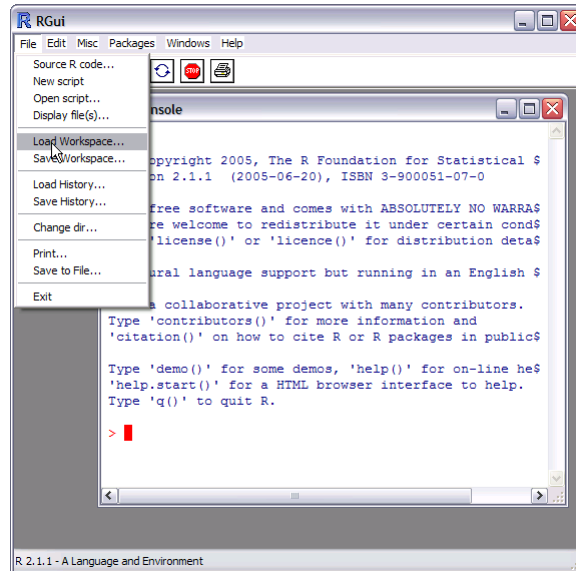 RGui
File Edit Misc Packages Windows Help
Source R code...
New script
Open script...
Display file(s)...
Load Workspace...
Save Workspace...
Load History...
Save History...
Change dir...
Print...
Save to File...
Exit
STOP
nsole
opyright 2005, The R Foundation for Statistical $
on 2.1.1 (2005-06-20), ISBN 3-900051-07-0
free software and comes with ABSOLUTELY NO WARRA$
re welcome to redistribute it under certain cond$
'license()' or 'licence()' for distribution deta$
ural language support but running in an English $
a collaborative project with many contributors.
Type 'contributors()' for more information and
'citation()' on how to cite R or R packages in public$
Type 'demo()' for some demos, 'help()' for on-line he$
'help.start()' for a HTML browser interface to help.
Type 'q()' to quit R.
>
R 2.1.1 - A Language and Environment